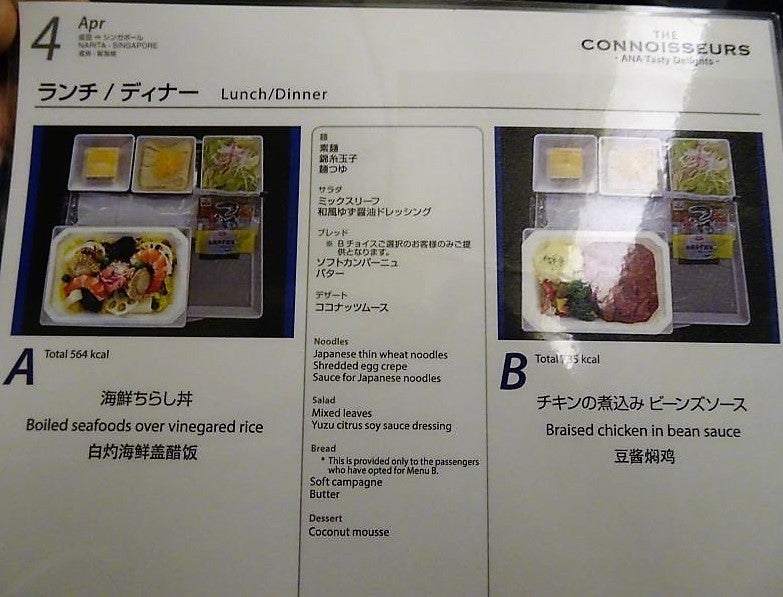 4 Apr
成田 ⇔ シンガポール
NARITA - SINGAPORE
THE
CONNOISSEURS
- ANA Tasty Delights -
ランチ / ディナー Lunch/Dinner
麺
素麺
錦糸玉子
麺つゆ
サラダ
ミックスリーフ
和風ゆず醤油ドレッシング
ブレッド
※ Bチョイスご選択のお客様のみご提
供となります。
ソフトカンパーニュ
バター
デザート
ココナッツムース
Noodles
Japanese thin wheat noodles
Shredded egg crepe
Sauce for Japanese noodles
Salad
Mixed leaves
Yuzu citrus soy sauce dressing
Bread
* This is provided only to the passengers
who have opted for Menu B.
Soft campagne
Butter
Dessert
Coconut mousse
A Total 564 kcal
海鮮ちらし丼
Boiled seafoods over vinegared rice
白灼海鲜盖醋饭
B Total 35 kcal
チキンの煮込み ビーンズソース
Braised chicken in bean sauce
豆酱焖鸡